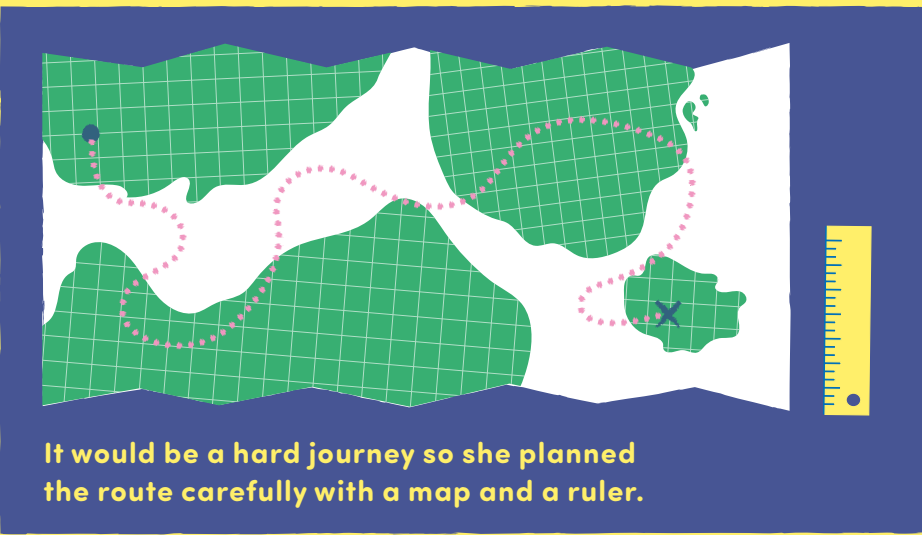 It would be a hard journey so she planned
the route carefully with a map and a ruler.